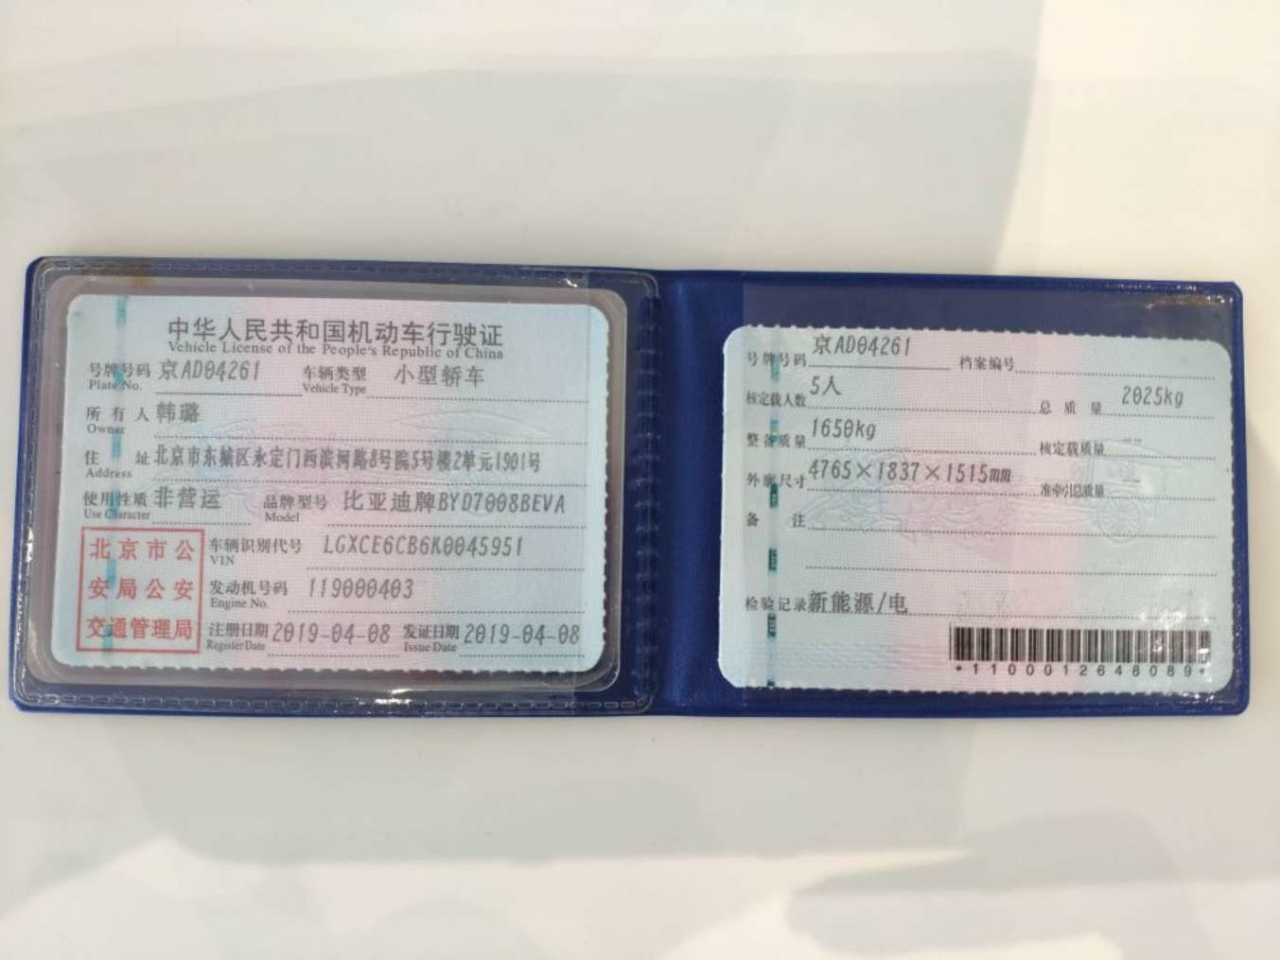 中华人民共和国机动车行驶证
Vehicle License of the People's Republic of China
号牌号码 京AD04261 车辆类型 小型轿车
Plate No. Vehicle Type
所有人 韩璐
Owner
住址 北京市东城区永定门西滨河路8号院5号楼2单元1901号
Address
使用性质 非营运 品牌型号 比亚迪牌BYD7008BEVA
Use Character Model
北京市公
安局公安
交通管理局
车辆识别代号 LGXCE6CB6K0045951
VIN
发动机号码 119000403
Engine No.
注册日期 2019-04-08 发证日期 2019-04-08
Register Date Issue Date
号牌号码 京AD04261 档案编号
核定载人数 5人 总质量 2025kg
整备质量 1650kg 核定载质量 --
外廓尺寸 4765×1837×1515mm 准牵引总质量
备注
检验记录 新能源/电
*1100012648089*